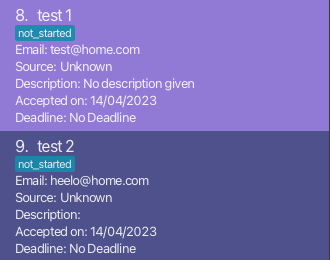 8. test 1
not_started
Email: test@home.com
Source: Unknown
Description: No description given
Accepted on: 14/04/2023
Deadline: No Deadline
9. test 2
not_started
Email: heelo@home.com
Source: Unknown
Description:
Accepted on: 14/04/2023
Deadline: No Deadline